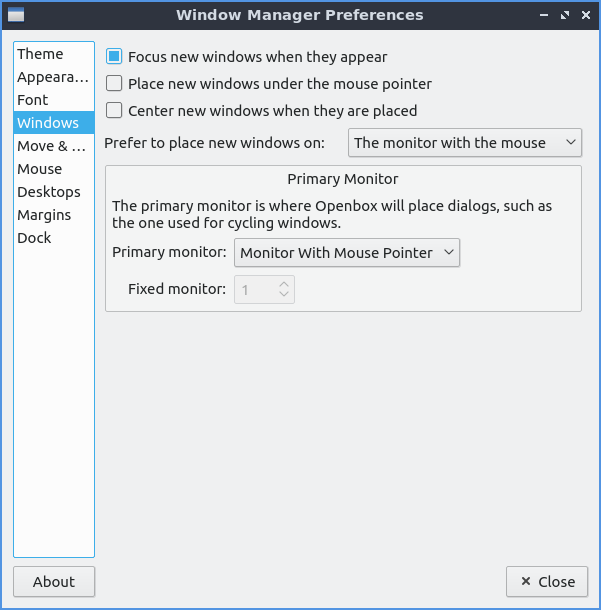 Window Manager Preferences
Theme
Appeara...
Font
Windows
Move & ...
Mouse
Desktops
Margins
Dock
Focus new windows when they appear
Place new windows under the mouse pointer
Center new windows when they are placed
Prefer to place new windows on: The monitor with the mouse
Primary Monitor
The primary monitor is where Openbox will place dialogs, such as
the one used for cycling windows.
Primary monitor: Monitor With Mouse Pointer
Fixed monitor: 1
About
Close